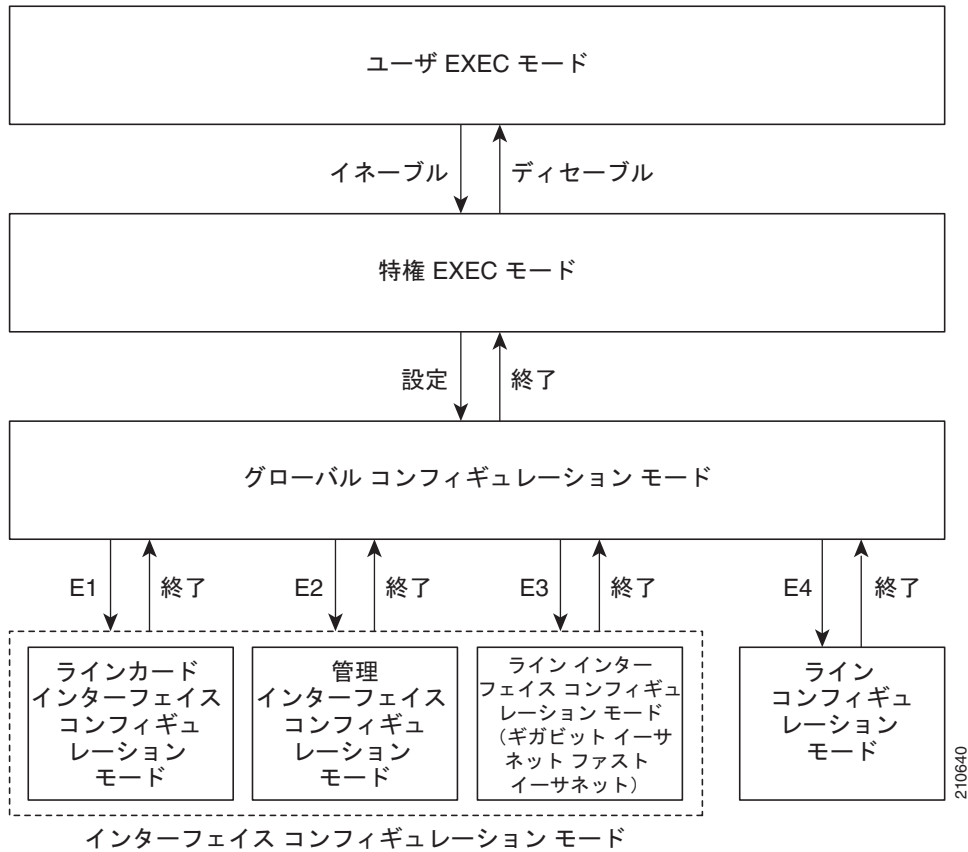 ユーザ EXEC モード
イネーブル
ディセーブル
特権 EXEC モード
設定
終了
グローバル コンフィギュレーション モード
E1
終了
E2
終了
E3
終了
E4
終了
ラインカード
インターフェイス
コンフィギュ
レーション
モード
管理
インターフェイス
コンフィギュ
レーション
モード
ライン インター
フェイス コンフィギュ
レーション モード
（ギガビット イーサ
ネット ファスト
イーサネット）
ライン
コンフィギュ
レーション
モード
インターフェイス コンフィギュレーション モード
210640